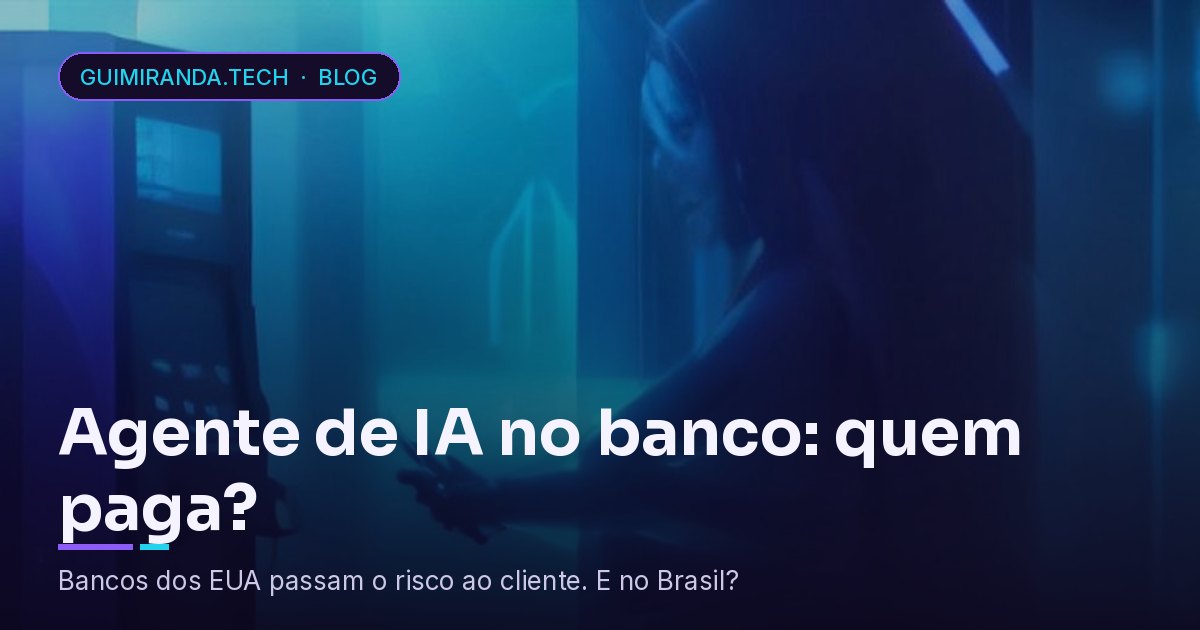 GUIMIRANDA.TECH · BLOG
Agente de IA no banco: quem
paga?
Bancos dos EUA passam o risco ao cliente. E no Brasil?